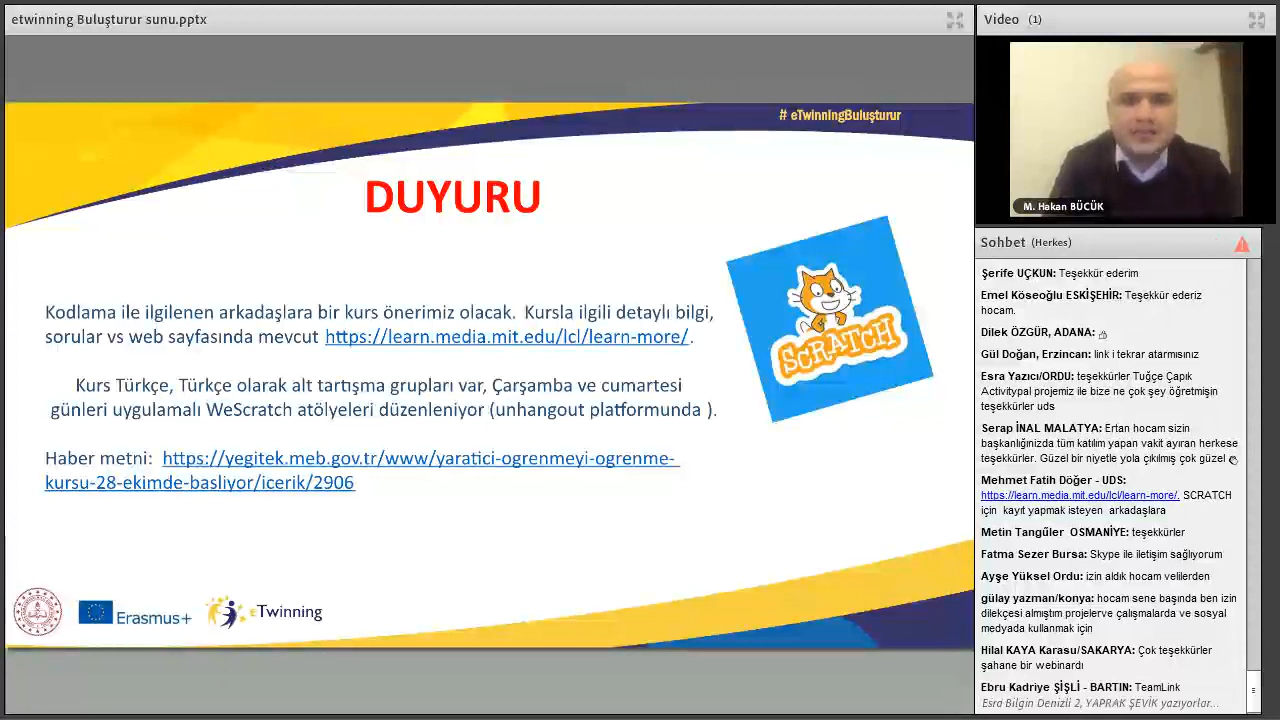 etwinning Buluşturur sunu.pptx
# eTwinningBuluşturur
DUYURU
Kodlama ile ilgilenen arkadaşlara bir kurs önerimiz olacak. Kursla ilgili detaylı bilgi,
sorular vs web sayfasında mevcut https://learn.media.mit.edu/lcl/learn-more/.
Kurs Türkçe, Türkçe olarak alt tartışma grupları var, Çarşamba ve cumartesi
günleri uygulamalı WeScratch atölyeleri düzenleniyor (unhangout platformunda ).
Haber metni: https://yegitek.meb.gov.tr/www/yaratici-ogrenmeyi-ogrenme-
kursu-28-ekimde-basliyor/icerik/2906
SCRATCH
Erasmus+
eTwinning
Video (1)
M. Hakan BÜCÜK
Sohbet (Herkes)
Şerife UÇKUN: Teşekkür ederim
Emel Köseoğlu ESKİŞEHİR: Teşekkür ederiz
hocam.
Dilek ÖZGÜR, ADANA:
Gül Doğan, Erzincan: link i tekrar atarmısınız
Esra Yazıcı/ORDU: teşekkürler Tuğçe Çapık
Activitypal projemiz ile bize ne çok şey öğretmişin
teşekkürler uds
Serap İNAL MALATYA: Ertan hocam sizin
başkanlığınızda tüm katılım yapan vakit ayıran herkese
teşekkürler. Güzel bir niyetle yola çıkılmış çok güzel
Mehmet Fatih Döğer - UDS:
https://learn.media.mit.edu/lcl/learn-more/. SCRATCH
için kayıt yapmak isteyen arkadaşlara
Metin Tangűler OSMANİYE: teşekkürler
Fatma Sezer Bursa: Skype ile iletişim sağlıyorum
Ayşe Yüksel Ordu: izin aldık hocam velilerden
gülay yazman/konya: hocam sene başında ben izin
dilekçesi almıştım projelerve çalışmalarda ve sosyal
medyada kullanmak için
Hilal KAYA Karasu/SAKARYA: Çok teşekkürler
şahane bir webinardı
Ebru Kadriye ŞİŞLİ - BARTIN: TeamLink
Esra Bilgin Denizli 2, YAPRAK ŞEVİK yazıyorlar...